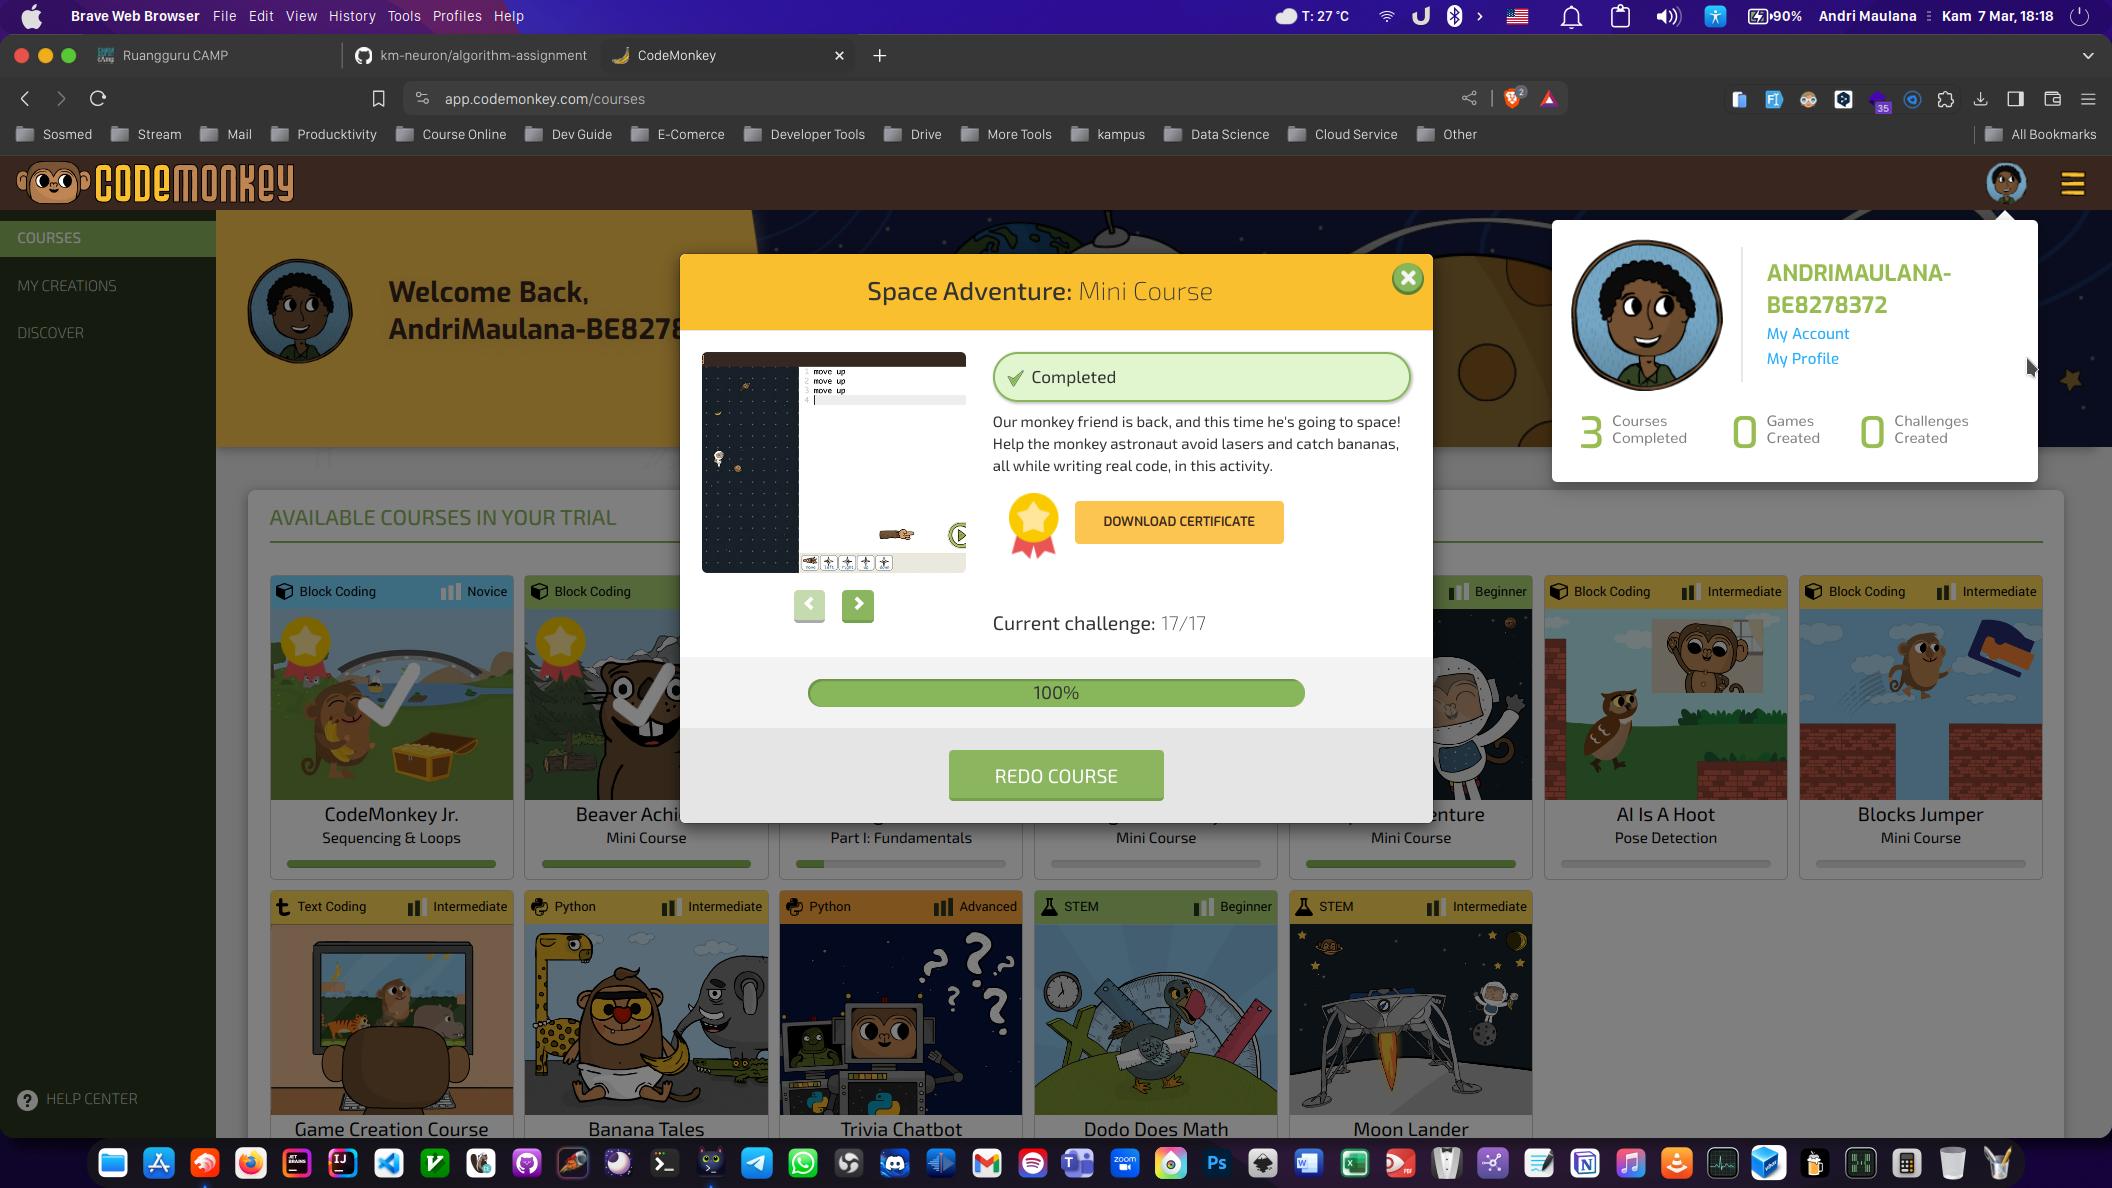 Brave Web Browser File Edit View History Tools Profiles Help
T: 27 °C 90% Andri Maulana Kam 7 Mar, 18:18
Ruangguru CAMP
km-neuron/algorithm-assignment
CodeMonkey
app.codemonkey.com/courses
2
35
Sosmed Stream Mail Producktivity Course Online Dev Guide E-Comerce Developer Tools Drive More Tools kampus Data Science Cloud Service Other All Bookmarks
CODEMONKEY
COURSES
MY CREATIONS
DISCOVER
HELP CENTER
Welcome Back,
AndriMaulana-BE8278
ANDRIMAULANA-
BE8278372
My Account
My Profile
3 Courses Completed
0 Games Created
0 Challenges Created
Space Adventure: Mini Course
1 move up
2 move up
3 move up
4
Completed
Our monkey friend is back, and this time he's going to space!
Help the monkey astronaut avoid lasers and catch bananas,
all while writing real code, in this activity.
DOWNLOAD CERTIFICATE
Current challenge: 17/17
100%
REDO COURSE
AVAILABLE COURSES IN YOUR TRIAL
Block Coding Novice
Block Coding
Beginner
Block Coding Intermediate
Block Coding Intermediate
CodeMonkey Jr.
Sequencing & Loops
Beaver Achi
Mini Course
Part I: Fundamentals
Mini Course
enture
Mini Course
AI Is A Hoot
Pose Detection
Blocks Jumper
Mini Course
Text Coding Intermediate
Python Intermediate
Python Advanced
STEM Beginner
STEM Intermediate
Game Creation Course
Banana Tales
Trivia Chatbot
Dodo Does Math
Moon Lander